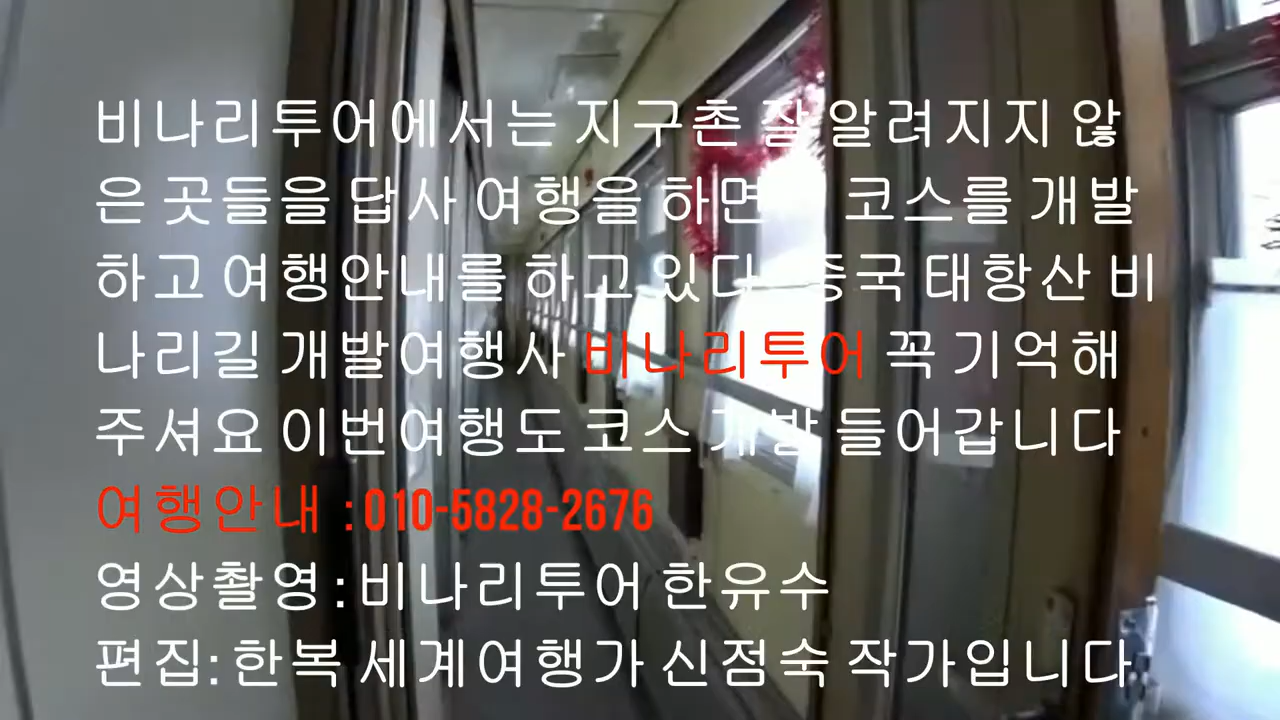 비나리투어에서는 지구촌 잘 알려지지 않
은 곳들을 답사 여행을 하면 코스를 개발
하고 여행안내를 하고 있다 중국 태항산 비
나리길 개발여행사 비나리투어 꼭 기억해
주셔요 이번여행도 코스 개발 들어갑니다
여행안내 : 010-5828-2676
영상촬영 : 비나리투어 한유수
편집: 한복 세계여행가 신점숙 작가입니다